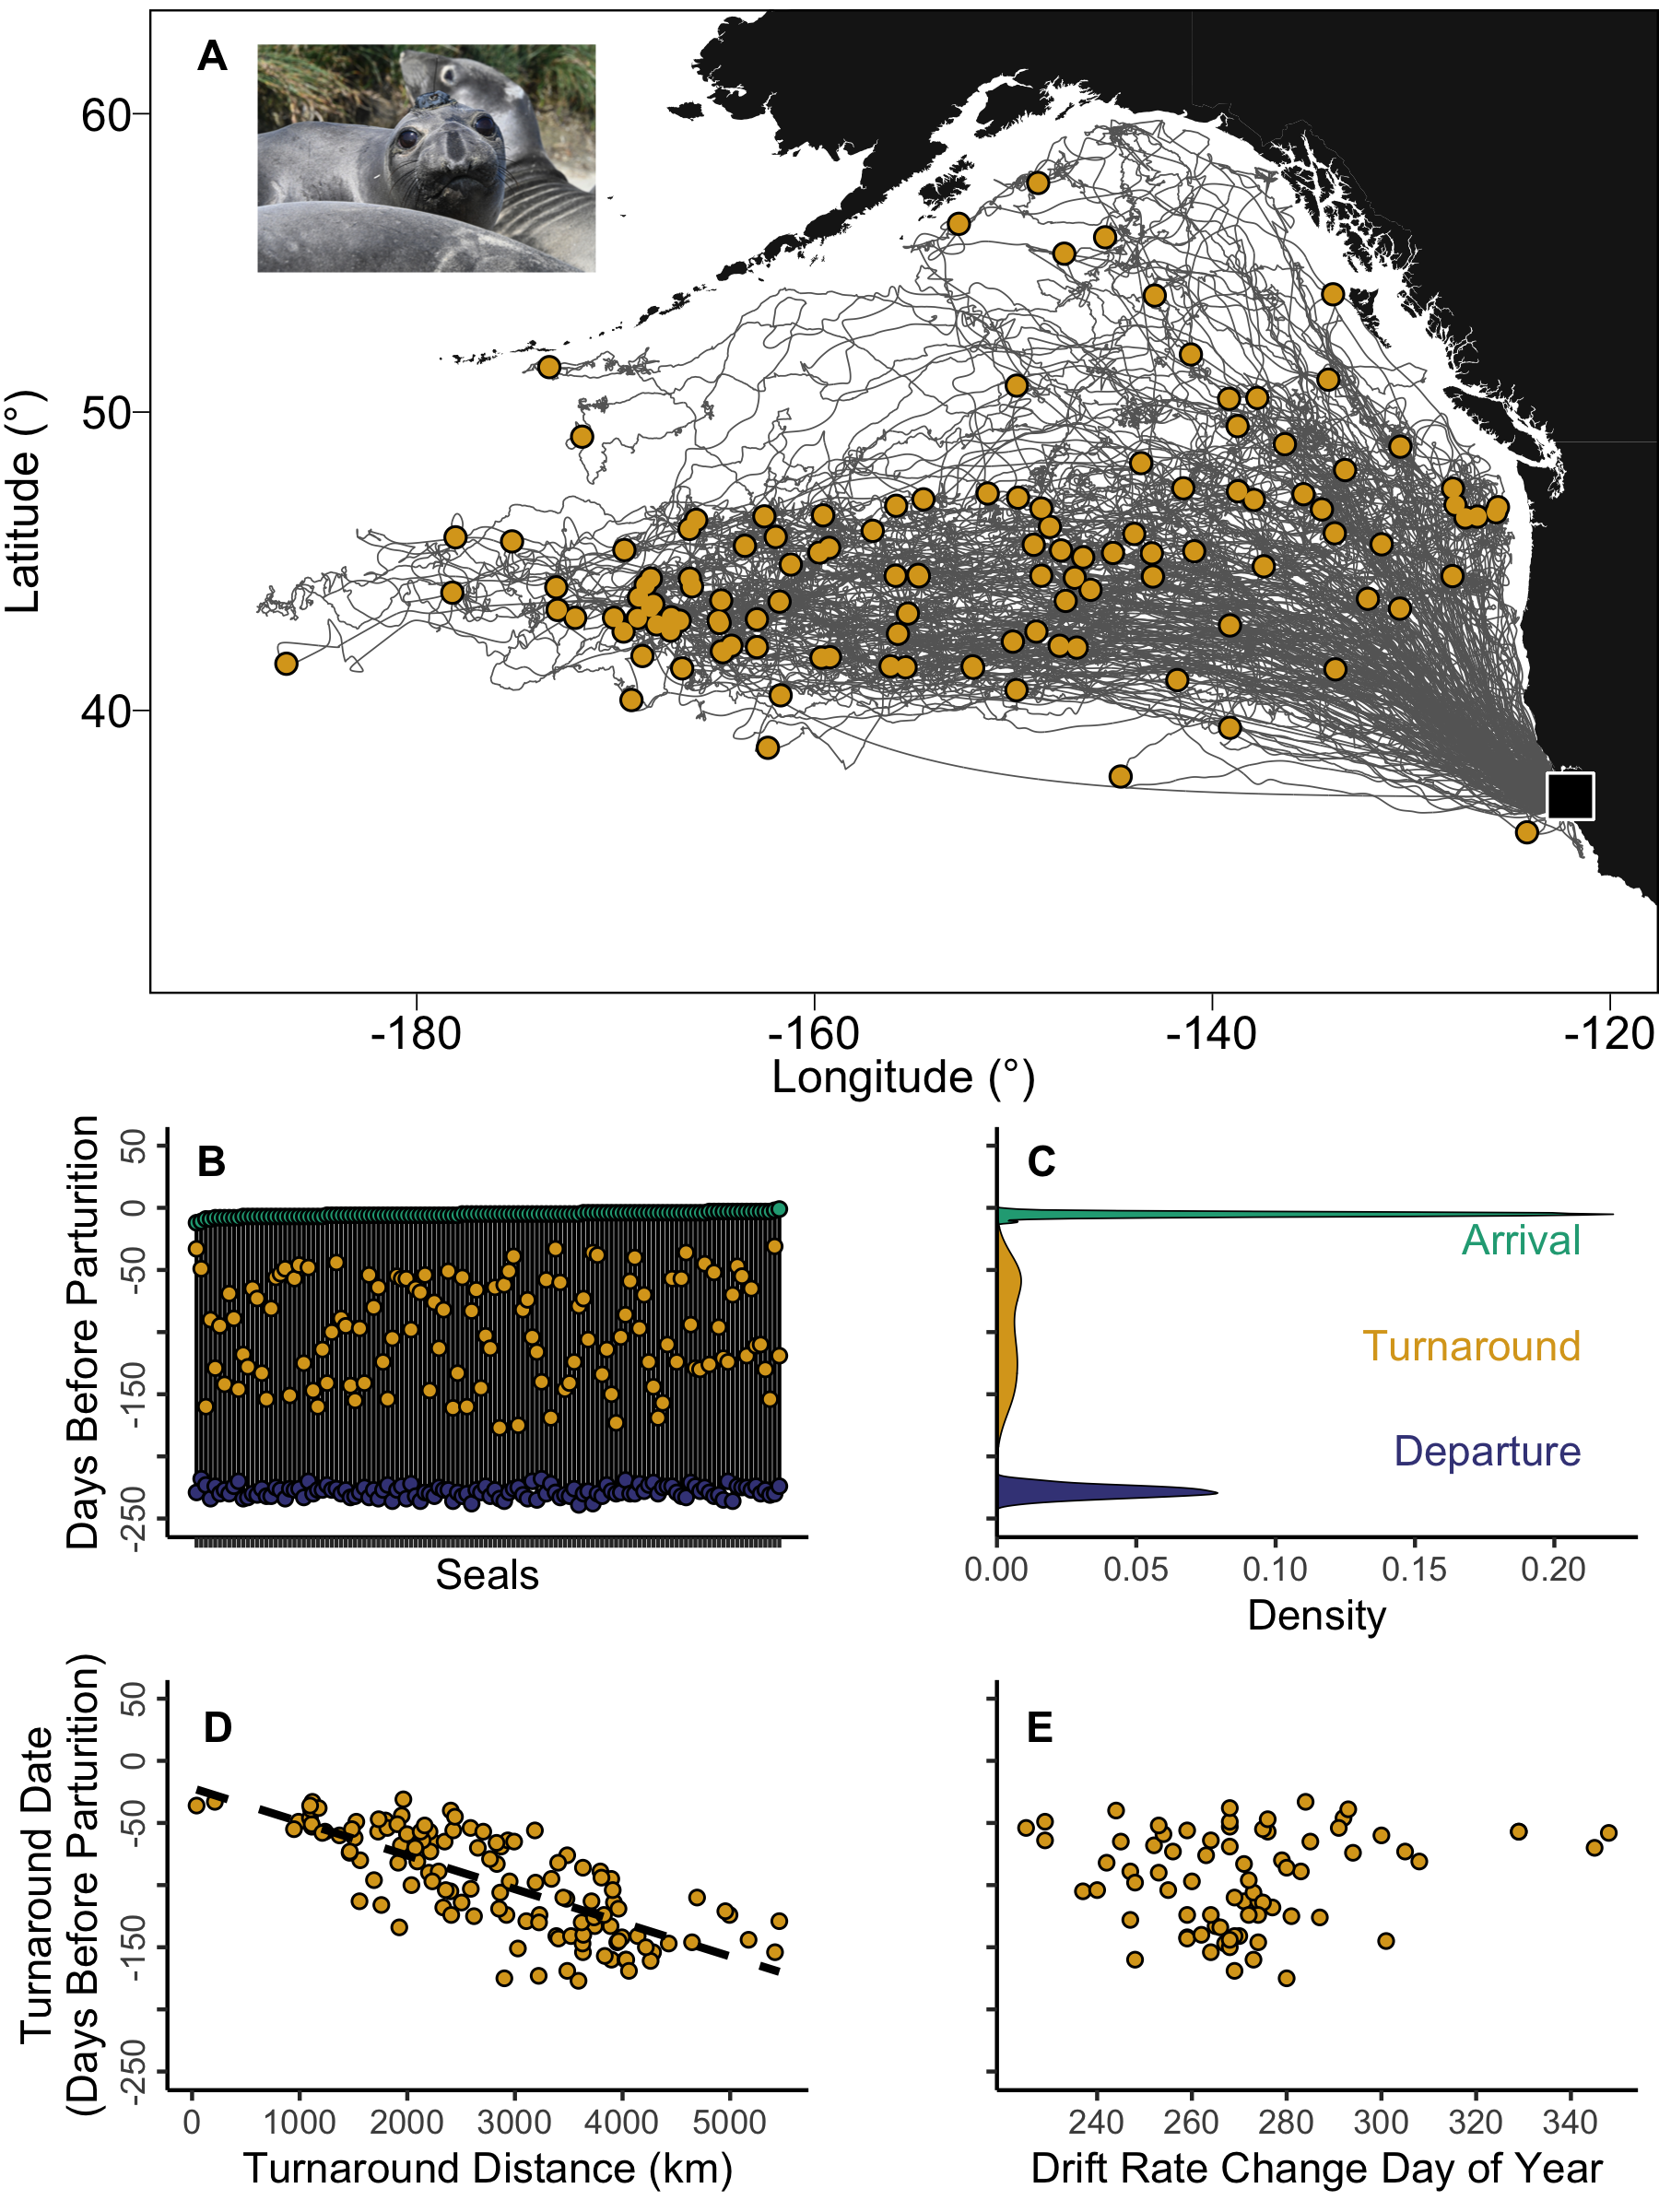 A
60
50
40
Latitude (°)
-180
-160
-140
-120
Longitude (°)
B
50
0
-50
-150
-250
Days Before Parturition
Seals
C
Arrival
Turnaround
Departure
0.00
0.05
0.10
0.15
0.20
Density
D
50
0
-50
-150
-250
Turnaround Date
(Days Before Parturition)
0
1000
2000
3000
4000
5000
Turnaround Distance (km)
E
240
260
280
300
320
340
Drift Rate Change Day of Year